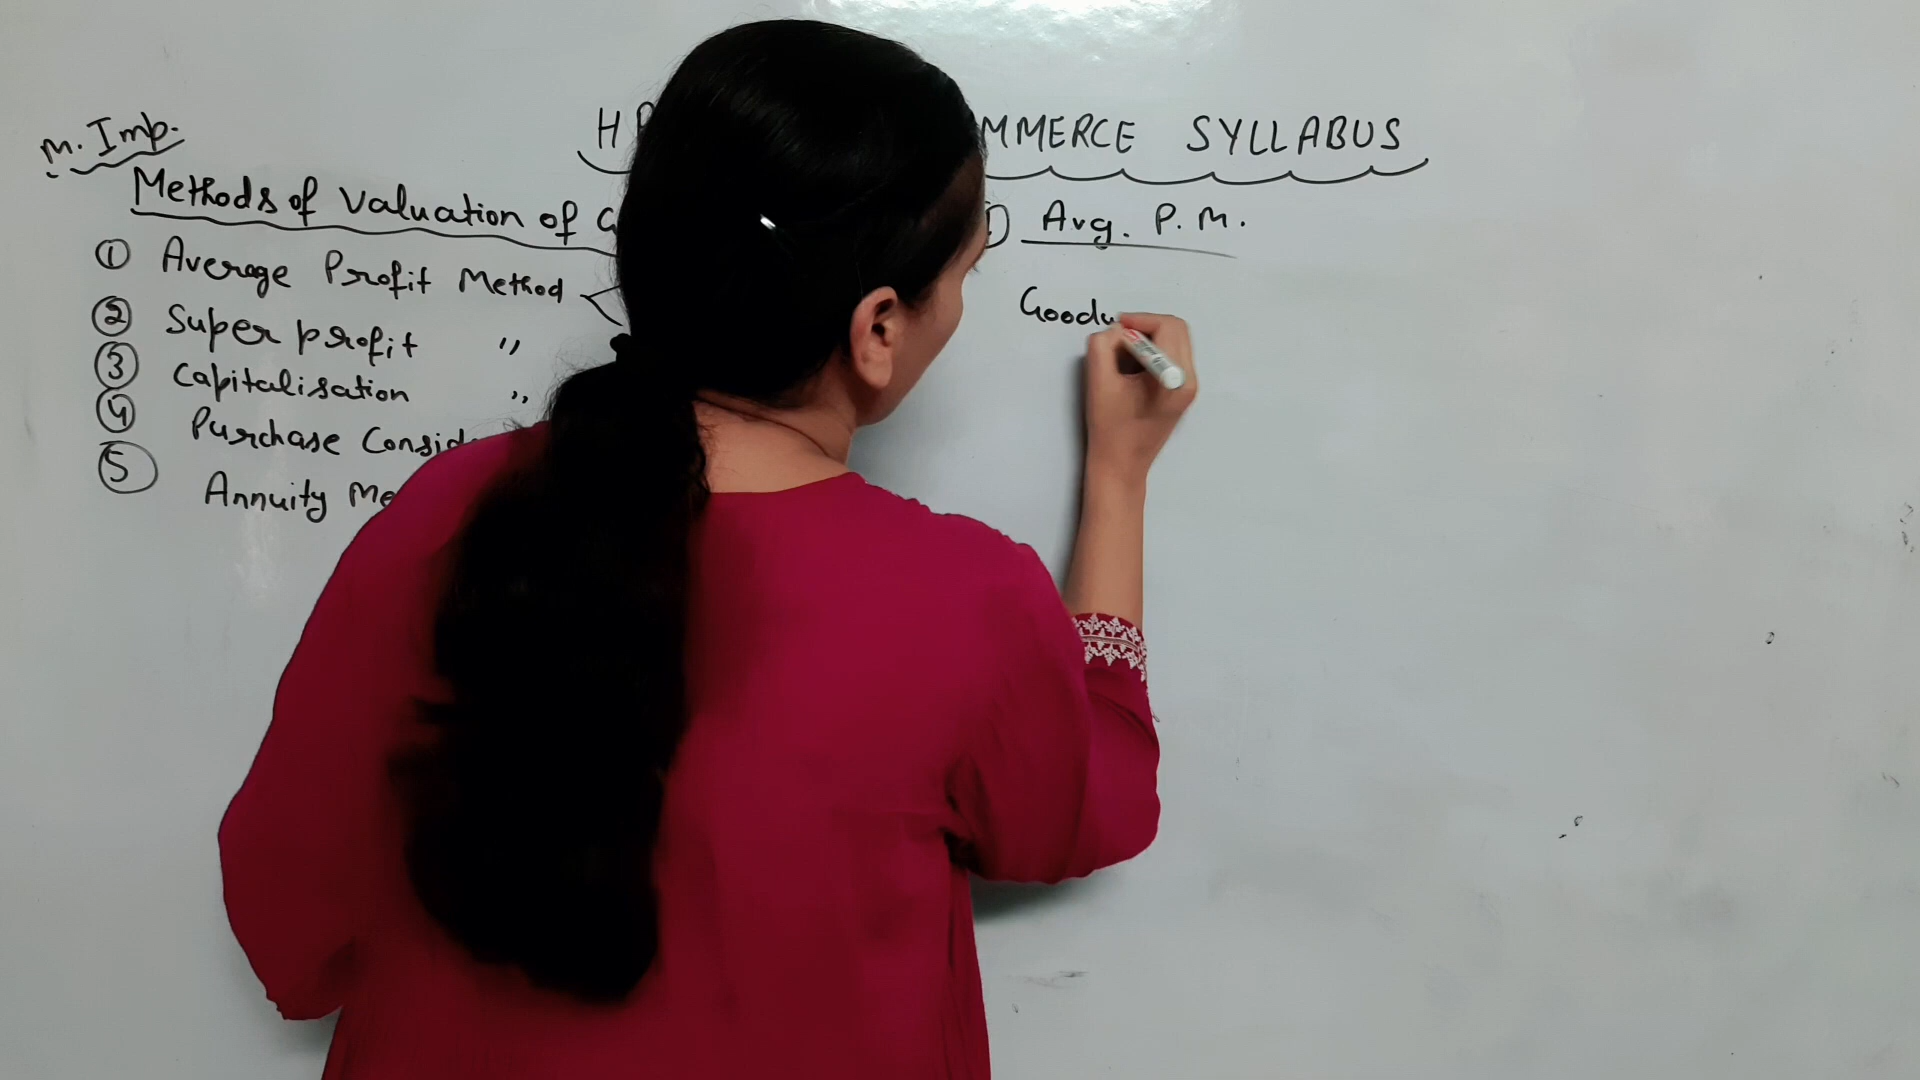 MMERCE SYLLABUS
M. Imp.
Methods of Valuation of G
① Average Profit Method
② Super profit "
③ Capitalisation "
④ Purchase Consid
⑤ Annuity Me
Avg. P. M.
Goodw